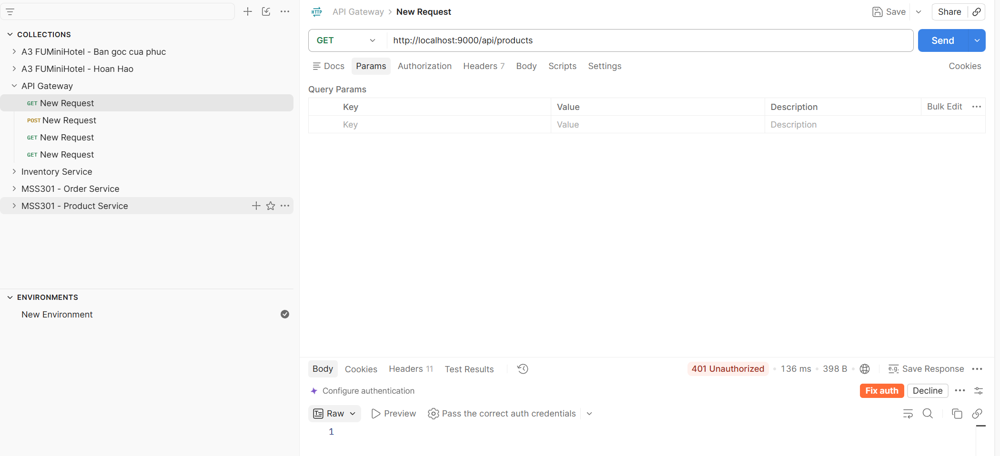 COLLECTIONS
A3 FUMiniHotel - Ban goc cua phuc
A3 FUMiniHotel - Hoan Hao
API Gateway
GET New Request
POST New Request
GET New Request
GET New Request
Inventory Service
MSS301 - Order Service
MSS301 - Product Service
ENVIRONMENTS
New Environment
HTTP API Gateway > New Request Save Share
GET http://localhost:9000/api/products Send
Docs Params Authorization Headers 7 Body Scripts Settings Cookies
Query Params
Key Value Description Bulk Edit
Key Value Description
Body Cookies Headers 11 Test Results 401 Unauthorized • 136 ms • 398 B • e.g. Save Response
Configure authentication Fix auth Decline
Raw Preview Pass the correct auth credentials
1